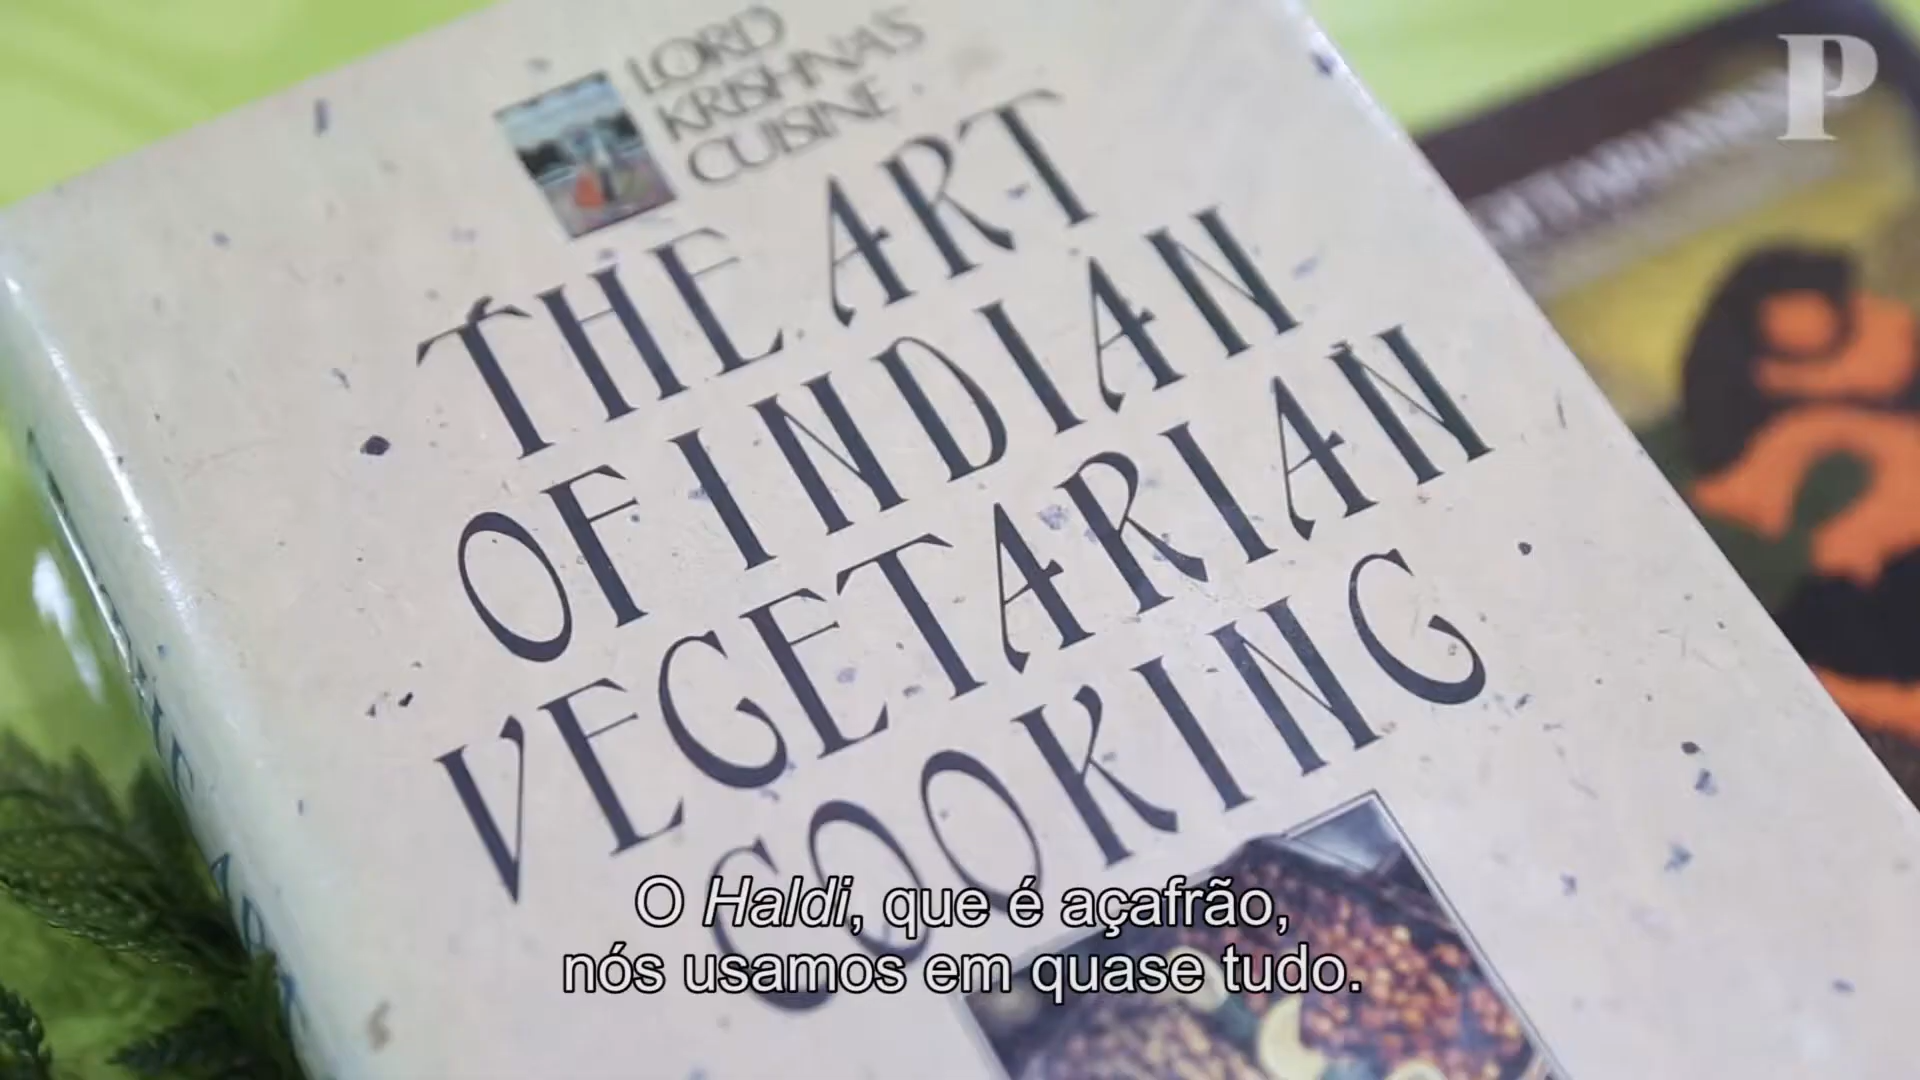 P
LORD
KRISHNA'S
CUISINE
THE ART
OF INDIAN
VEGETARIAN
COOKING
O Haldi, que é açafrão,
nós usamos em quase tudo.